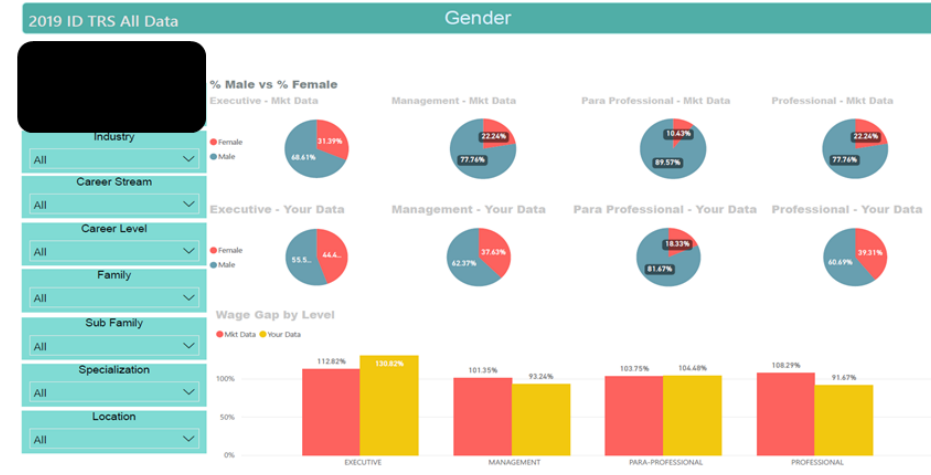 2019 ID TRS All Data
Gender
Industry
All
Career Stream
All
Career Level
All
Family
All
Sub Family
All
Specialization
All
Location
All
% Male vs % Female
Executive - Mkt Data
Management - Mkt Data
Para Professional - Mkt Data
Professional - Mkt Data
Female
Male
31.39%
68.61%
22.24%
77.76%
10.43%
89.57%
22.24%
77.76%
Executive - Your Data
Management - Your Data
Para Professional - Your Data
Professional - Your Data
Female
Male
55.5...
44.6...
37.63%
62.37%
18.33%
81.67%
39.31%
60.69%
Wage Gap by Level
Mkt Data Your Data
112.82% 130.82% 101.35% 93.24% 103.75% 104.48% 108.29% 91.67%
100%
50%
0%
EXECUTIVE MANAGEMENT PARA-PROFESSIONAL PROFESSIONAL